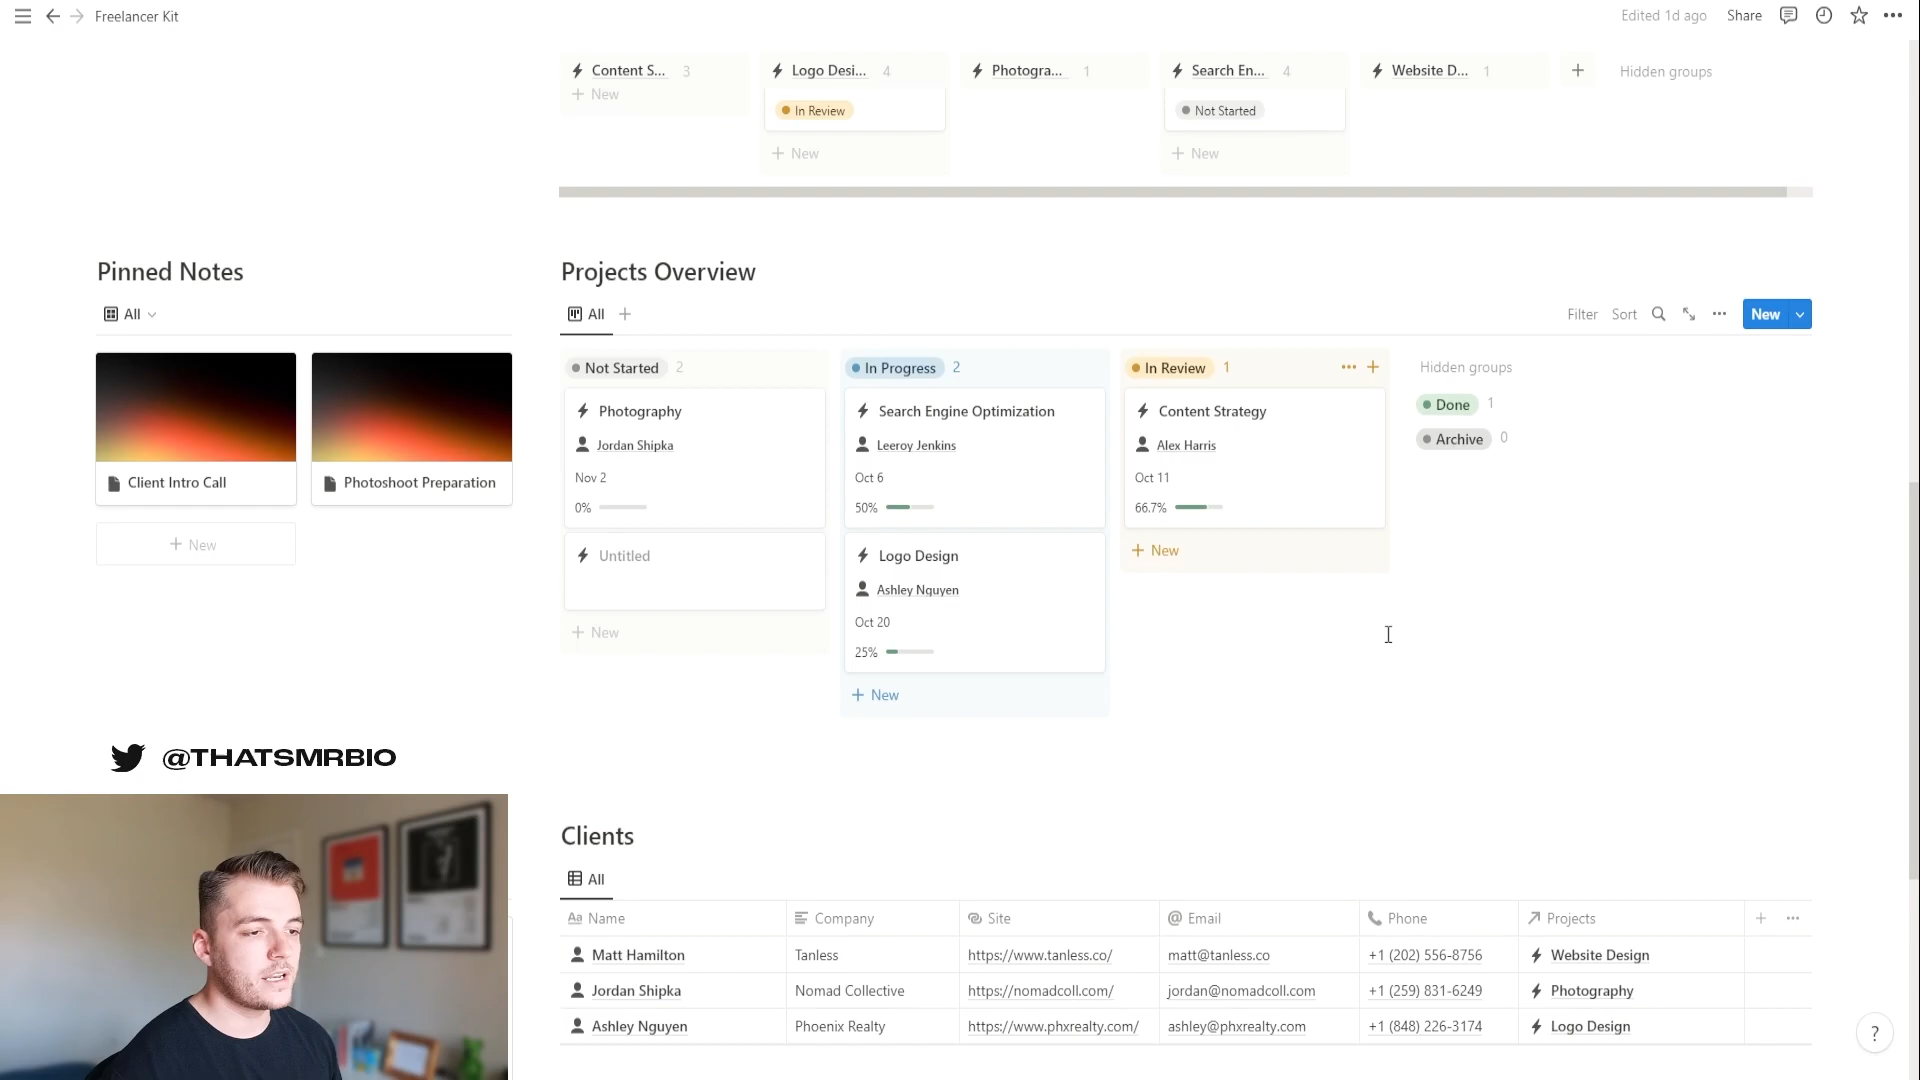 Freelancer Kit
Edited 1d ago
Share
Content S... 3
Logo Desi... 4
Photogra... 1
Search En... 4
Website D... 1
+
Hidden groups
+ New
In Review
Not Started
+ New
+ New
Pinned Notes
All
Client Intro Call
Photoshoot Preparation
+ New
Projects Overview
All +
Filter
Sort
New
Not Started 2
Photography
Jordan Shipka
Nov 2
0%
Untitled
+ New
In Progress 2
Search Engine Optimization
Leeroy Jenkins
Oct 6
50%
Logo Design
Ashley Nguyen
Oct 20
25%
+ New
In Review 1
Content Strategy
Alex Harris
Oct 11
66.7%
+ New
Hidden groups
Done 1
Archive 0
@THATSMRBIO
Clients
All
Aa Name
Company
Site
@ Email
Phone
Projects
+
Matt Hamilton
Tanless
https://www.tanless.co/
matt@tanless.co
+1 (202) 556-8756
Website Design
Jordan Shipka
Nomad Collective
https://nomadcoll.com/
jordan@nomadcoll.com
+1 (259) 831-6249
Photography
Ashley Nguyen
Phoenix Realty
https://www.phxrealty.com/
ashley@phxrealty.com
+1 (848) 226-3174
Logo Design
?